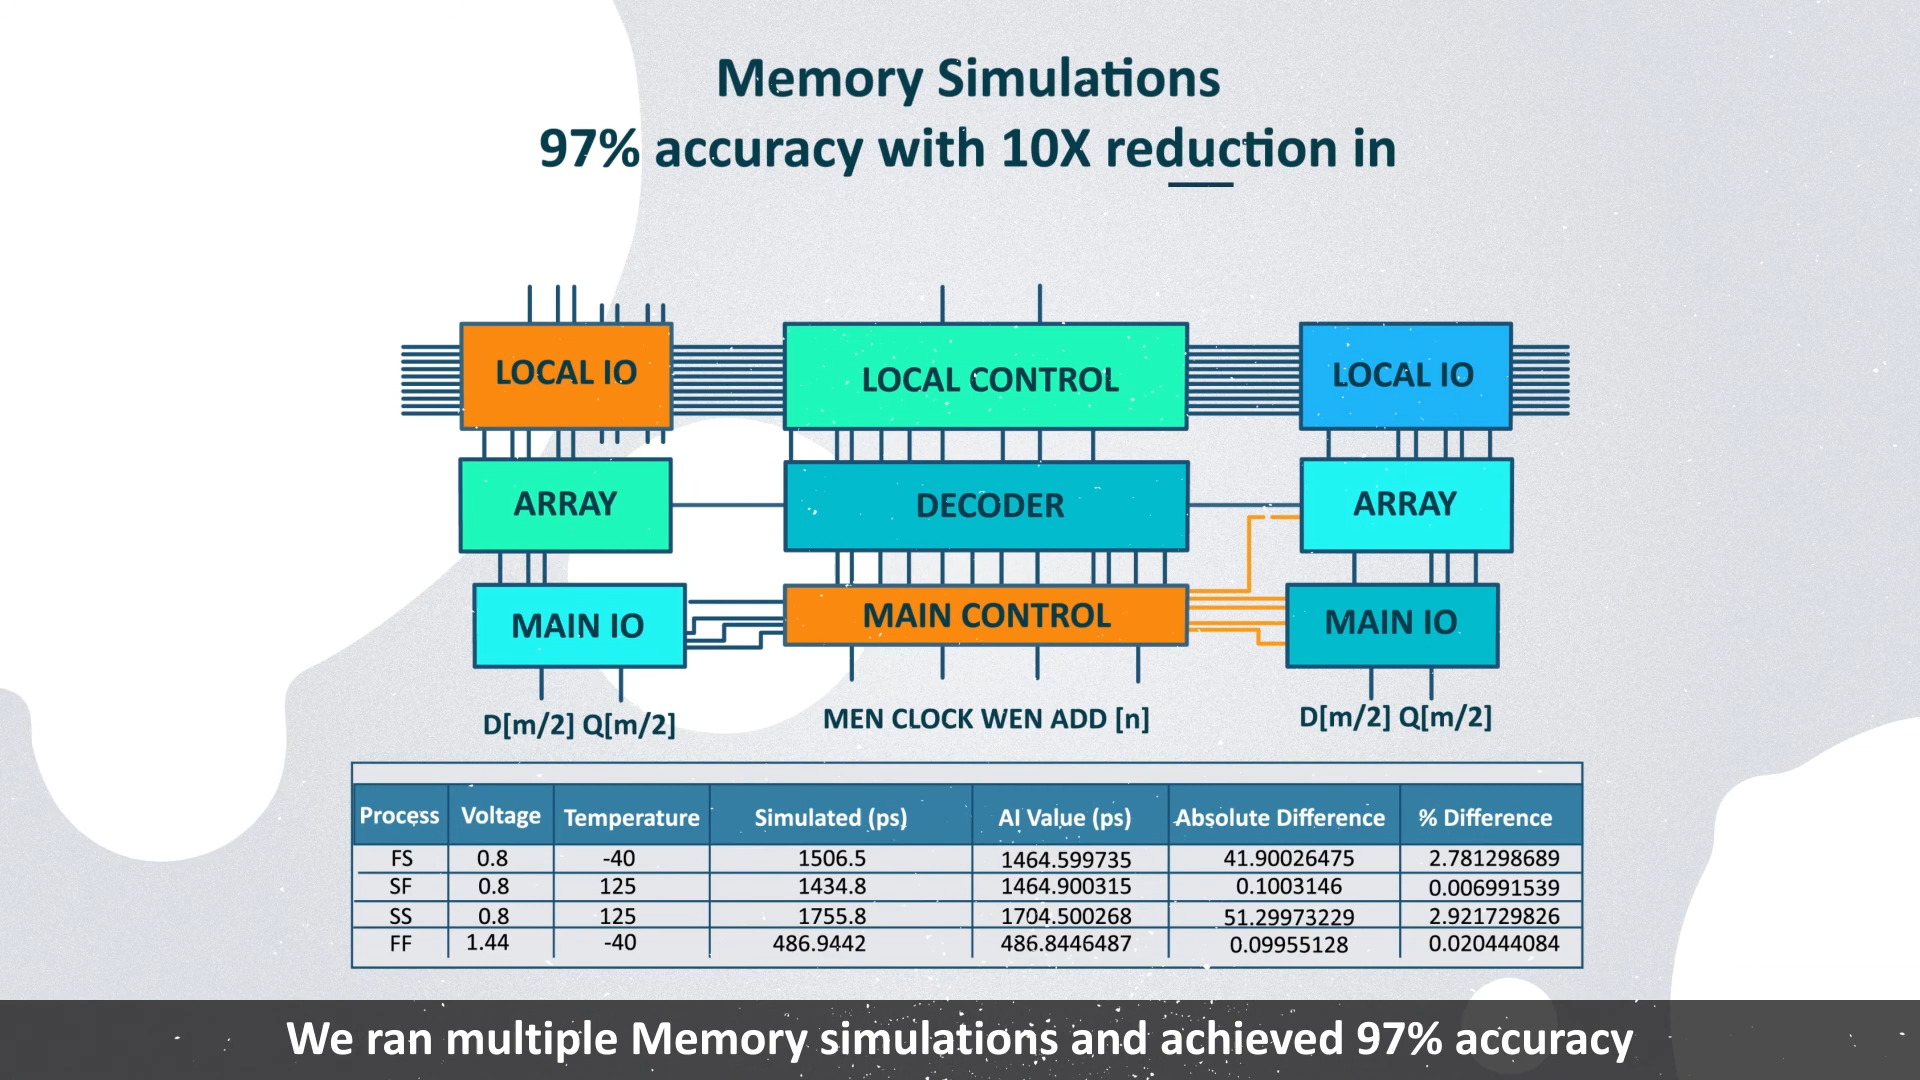 Memory Simulations
97% accuracy with 10X reduction in
LOCAL IO LOCAL CONTROL LOCAL IO
ARRAY DECODER ARRAY
MAIN IO MAIN CONTROL MAIN IO
D[m/2] Q[m/2] MEN CLOCK WEN ADD [n] D[m/2] Q[m/2]
Process Voltage Temperature Simulated (ps) AI Value (ps) Absolute Difference % Difference
FS 0.8 -40 1506.5 1464.599735 41.90026475 2.781298689
SF 0.8 125 1434.8 1464.900315 0.1003146 0.006991539
SS 0.8 125 1755.8 1704.500268 51.29973229 2.921729826
FF 1.44 -40 486.9442 486.8446487 0.09955128 0.020444084
We ran multiple Memory simulations and achieved 97% accuracy